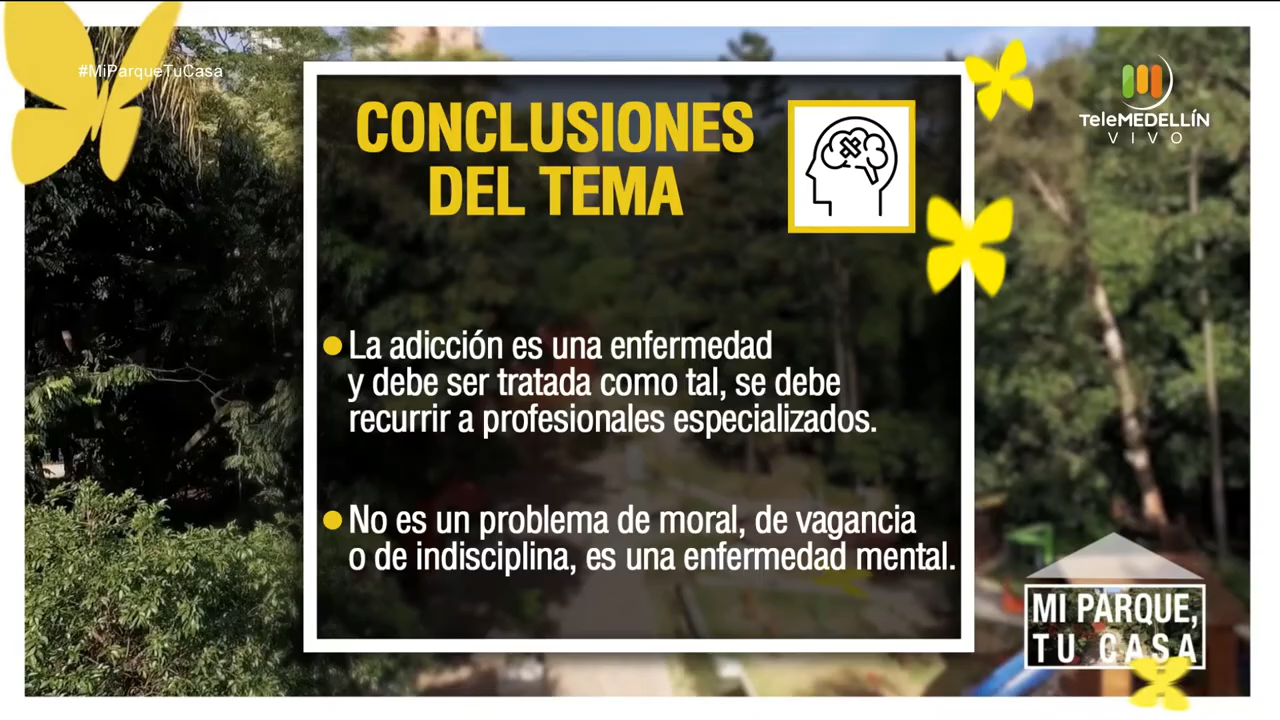 #MiParqueTuCasa
TeleMEDELLÍN
VIVO
CONCLUSIONES
DEL TEMA
La adicción es una enfermedad
y debe ser tratada como tal, se debe
recurrir a profesionales especializados.
No es un problema de moral, de vagancia
o de indisciplina, es una enfermedad mental.
MI PARQUE,
TU CASA